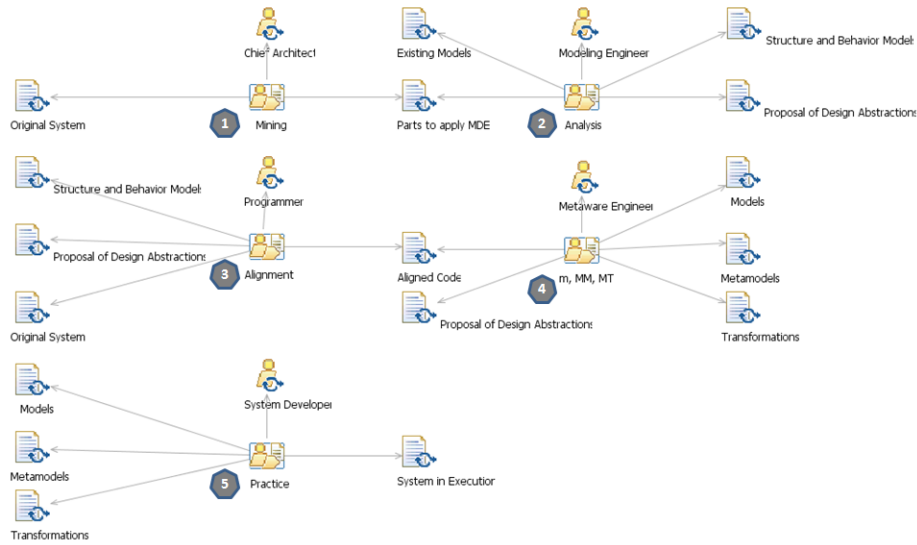 Chief Architect
Existing Models
Modeling Engineer
Structure and Behavior Model
Original System
1
Mining
Parts to apply MDE
2
Analysis
Proposal of Design Abstractions
Structure and Behavior Model
Programmer
Metaware Engineer
Models
Proposal of Design Abstractions
3
Alignment
Aligned Code
4
m, MM, MT
Metamodels
Original System
Proposal of Design Abstractions
Transformations
System Developer
Models
Metamodels
5
Practice
System in Execution
Transformations